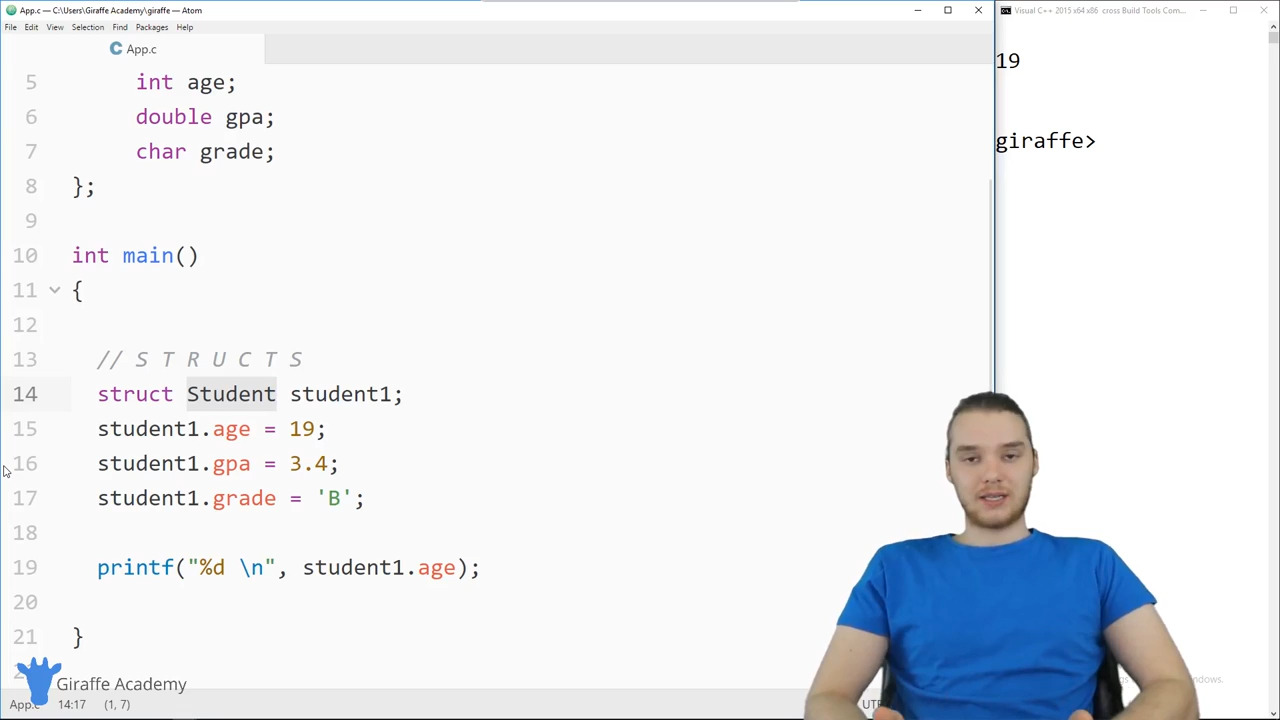 App.c — C:\Users\Giraffe Academy\giraffe — Atom
File Edit View Selection Find Packages Help
App.c
5 int age;
6 double gpa;
7 char grade;
8 };
9
10 int main()
11 {
12
13 // S T R U C T S
14 struct Student student1;
15 student1.age = 19;
16 student1.gpa = 3.4;
17 student1.grade = 'B';
18
19 printf("%d \n", student1.age);
20
21 }
Giraffe Academy
App.c 14:17 (1, 7)
Visual C++ 2015 x64 x86 cross Build Tools Com...
19
giraffe>